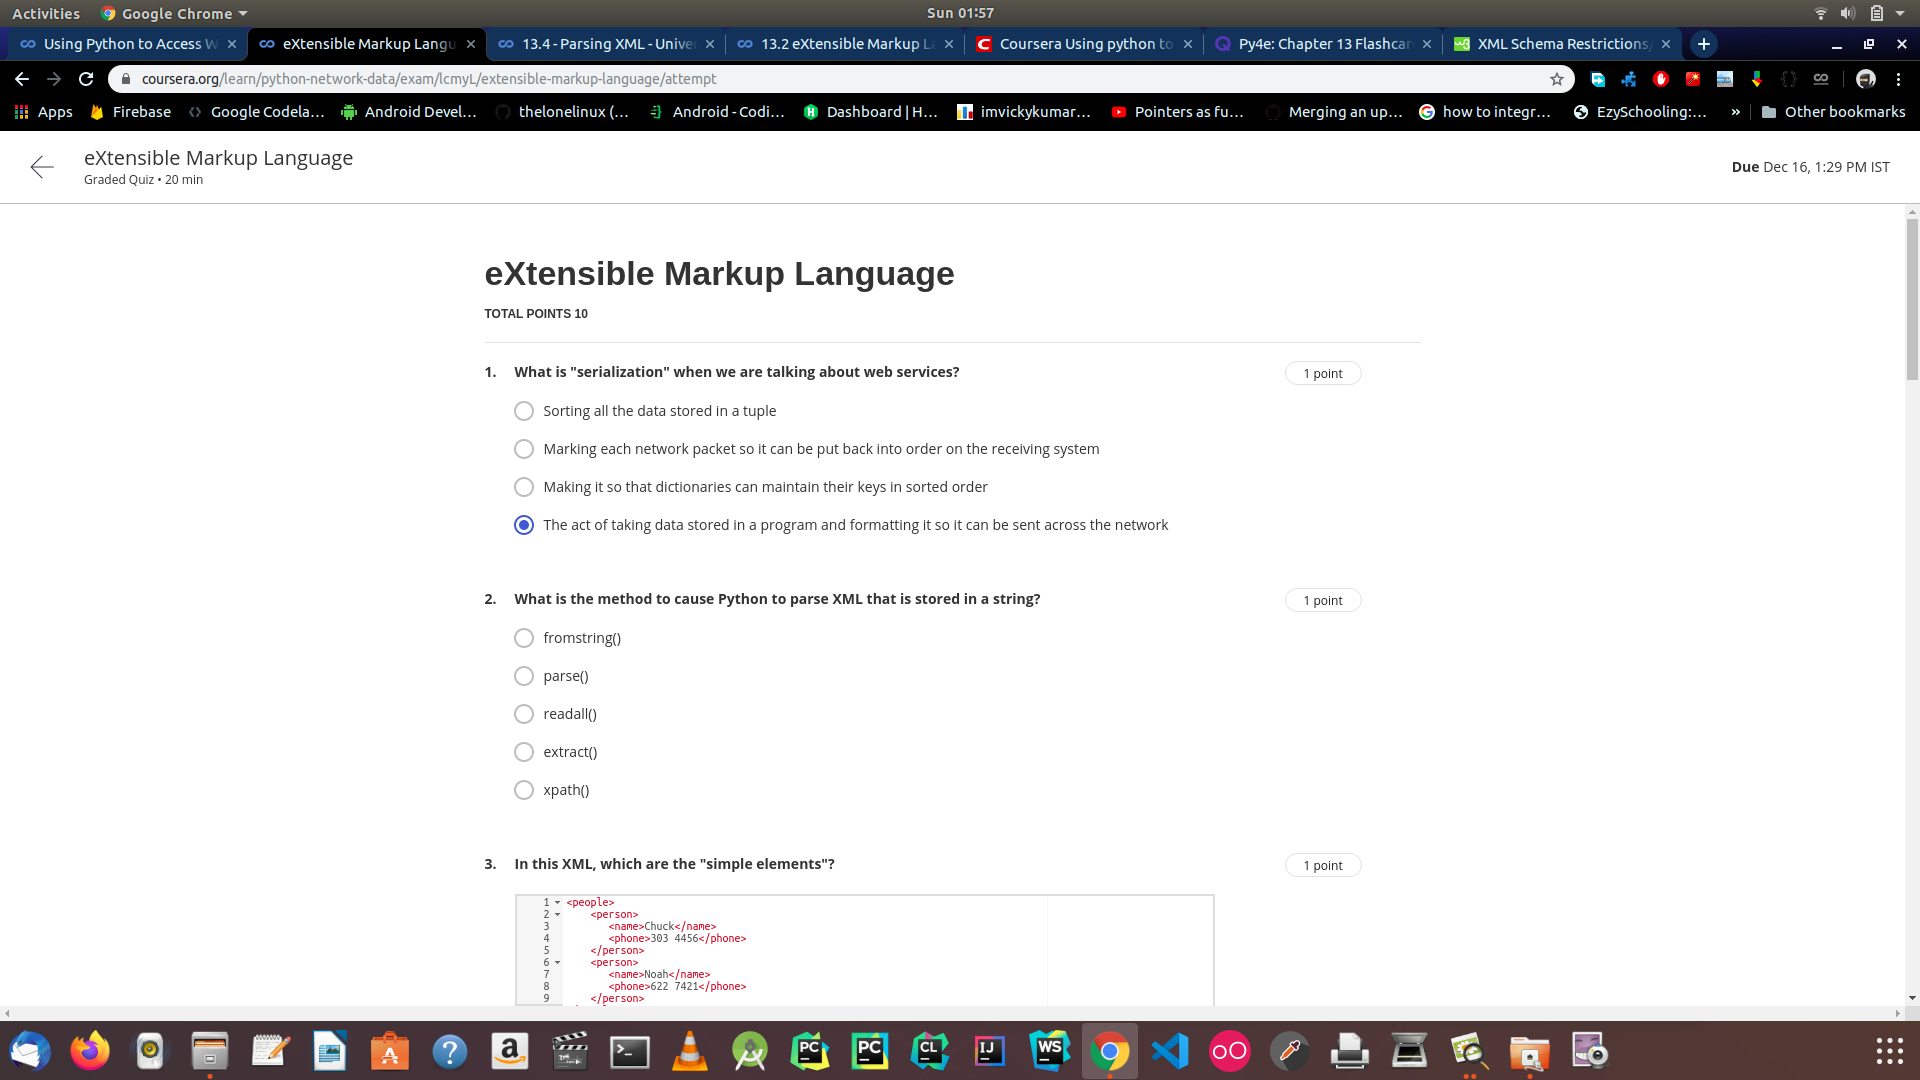 Activities
Google Chrome
Sun 01:57
Using Python to Access W
eXtensible Markup Langu
13.4 - Parsing XML - Unive
13.2 eXtensible Markup L
Coursera Using python to
Py4e: Chapter 13 Flashcar
XML Schema Restrictions
coursera.org/learn/python-network-data/exam/lcmyL/extensible-markup-language/attempt
Apps
Firebase
Google Codela...
Android Devel...
thelonelinux (...
Android - Codi...
Dashboard | H...
imvickykumar...
Pointers as fu...
Merging an up...
how to integr...
EzySchooling:...
»
Other bookmarks
eXtensible Markup Language
Graded Quiz • 20 min
Due Dec 16, 1:29 PM IST
eXtensible Markup Language
TOTAL POINTS 10
1. What is "serialization" when we are talking about web services?
1 point
Sorting all the data stored in a tuple
Marking each network packet so it can be put back into order on the receiving system
Making it so that dictionaries can maintain their keys in sorted order
The act of taking data stored in a program and formatting it so it can be sent across the network
2. What is the method to cause Python to parse XML that is stored in a string?
1 point
fromstring()
parse()
readall()
extract()
xpath()
3. In this XML, which are the "simple elements"?
1 point
1 <people>
2 <person>
3 <name>Chuck</name>
4 <phone>303 4456</phone>
5 </person>
6 <person>
7 <name>Noah</name>
8 <phone>622 7421</phone>
9 </person>
PC
PC
CL
IJ
WS